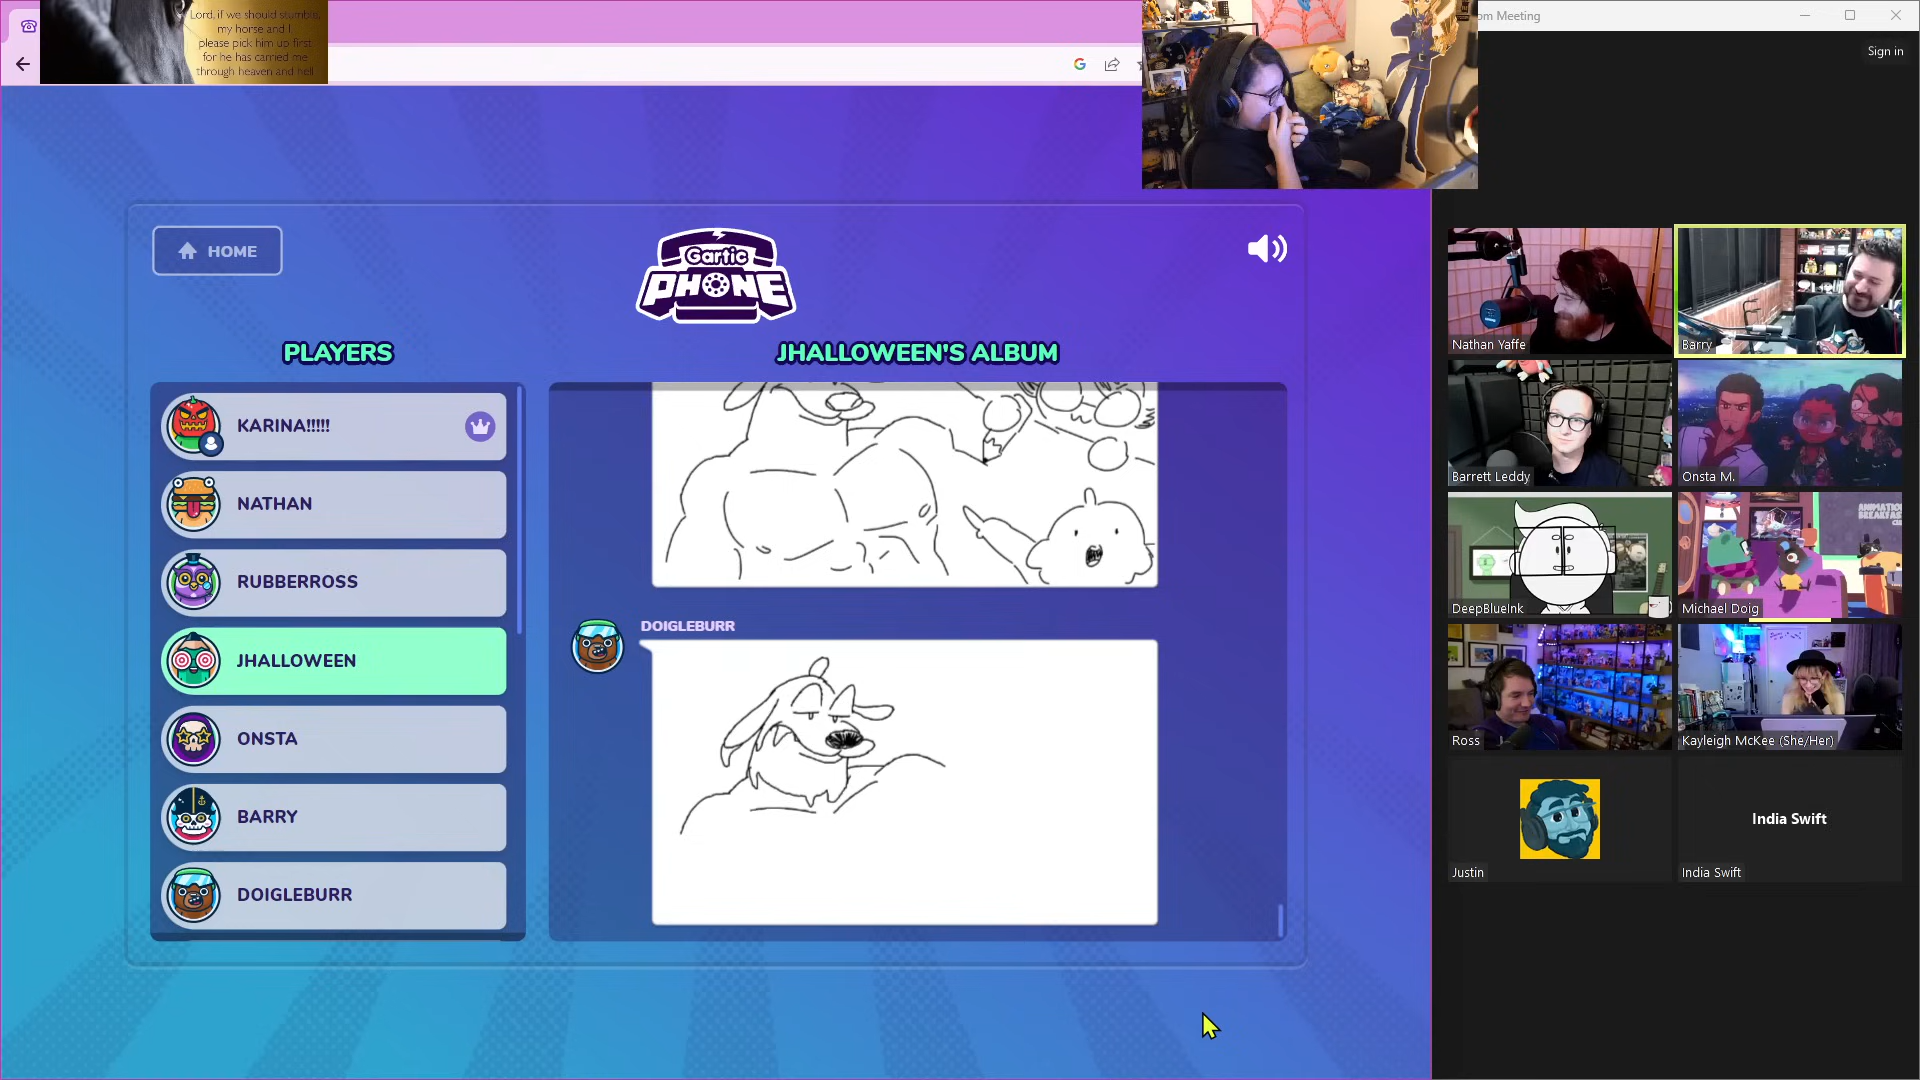 Lord, if we should stumble,
my horse and I
please pick him up first
for he has carried me
through heaven and hell
om Meeting
Sign in
HOME
Gartic
PHONE
PLAYERS
JHALLOWEEN'S ALBUM
KARINA!!!!!
NATHAN
RUBBERROSS
JHALLOWEEN
ONSTA
BARRY
DOIGLEBURR
DOIGLEBURR
Nathan Yaffe
Barry
Barrett Leddy
Onsta M.
DeepBlueInk
Michael Doig
Ross
Kayleigh McKee (She/Her)
Justin
India Swift
India Swift